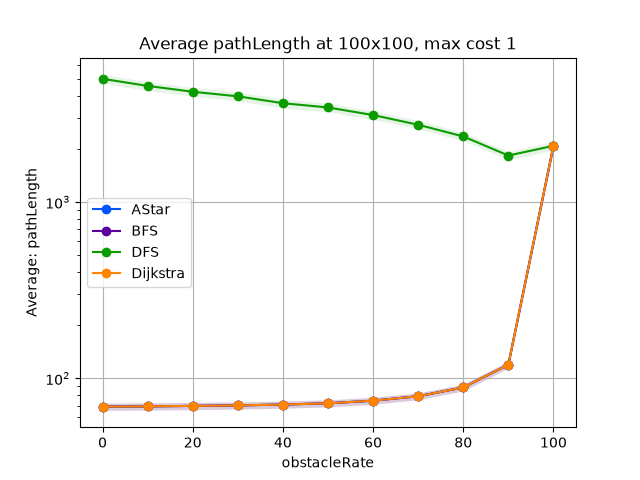 Average pathLength at 100x100, max cost 1
Average: pathLength
10³
10²
AStar
BFS
DFS
Dijkstra
0 20 40 60 80 100
obstacleRate